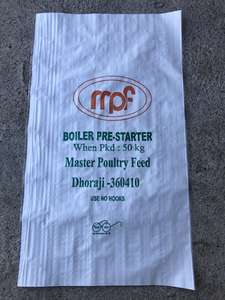 mpf
BOILER PRE-STARTER
When Pkd : 50 kg
Master Poultry Feed
Dhoraji -360410
USE NO HOOKS